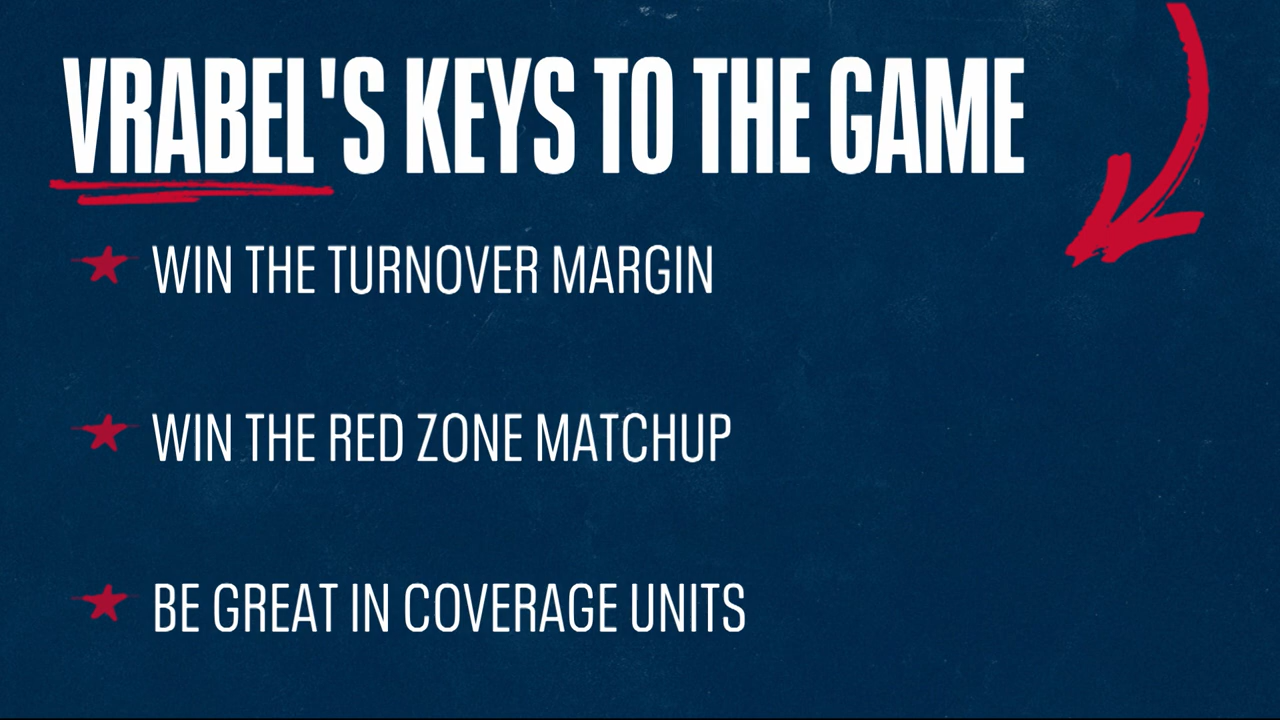 VRABEL'S KEYS TO THE GAME
WIN THE TURNOVER MARGIN
WIN THE RED ZONE MATCHUP
BE GREAT IN COVERAGE UNITS